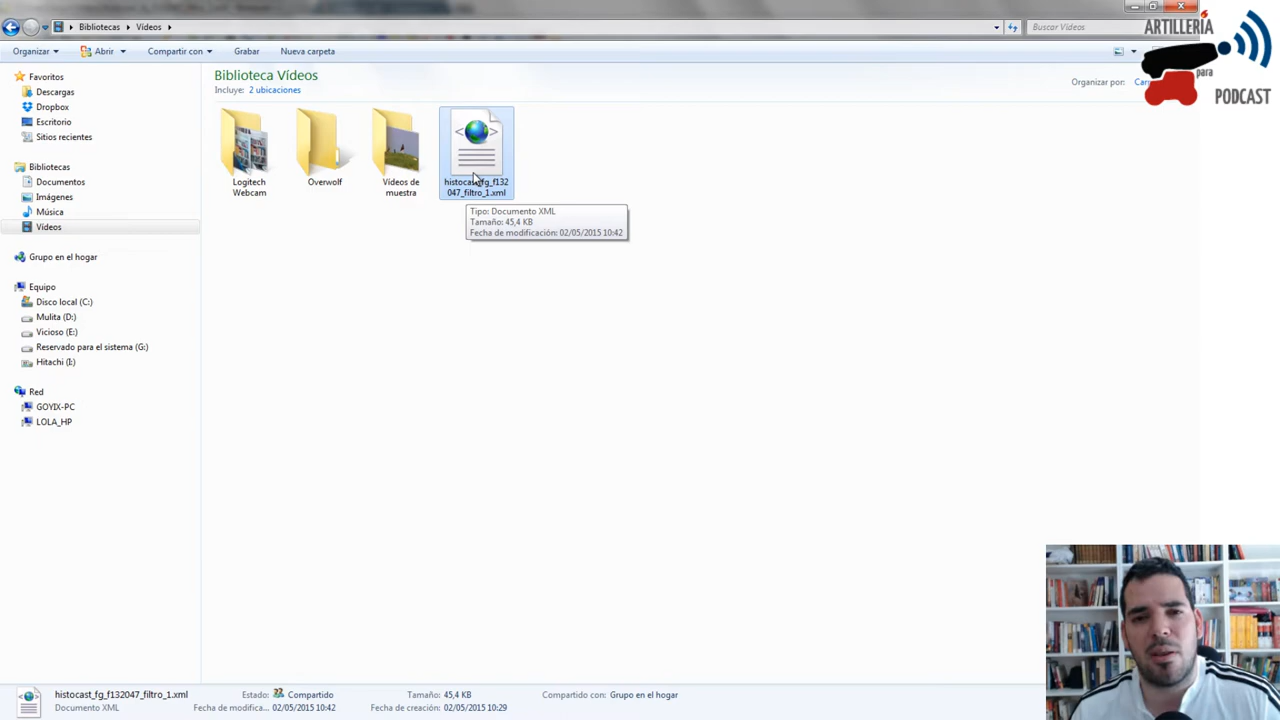 Bibliotecas
Vídeos
Buscar Vídeos
Organizar
Abrir
Compartir con
Grabar
Nueva carpeta
ARTILLERÍA
para
PODCAST
Favoritos
Descargas
Dropbox
Escritorio
Sitios recientes
Bibliotecas
Documentos
Imágenes
Música
Vídeos
Grupo en el hogar
Equipo
Disco local (C:)
Mulita (D:)
Vicioso (E:)
Reservado para el sistema (G:)
Hitachi (I:)
Red
GOYIX-PC
LOLA_HP
Biblioteca Vídeos
Incluye: 2 ubicaciones
Organizar por:
Logitech
Webcam
Overwolf
Vídeos de
muestra
histocast_fg_f132
047_filtro_1.xml
Tipo: Documento XML
Tamaño: 45,4 KB
Fecha de modificación: 02/05/2015 10:42
histocast_fg_f132047_filtro_1.xml
Estado: Compartido
Tamaño: 45,4 KB
Compartido con: Grupo en el hogar
Documento XML
Fecha de modifica... 02/05/2015 10:42
Fecha de creación: 02/05/2015 10:29